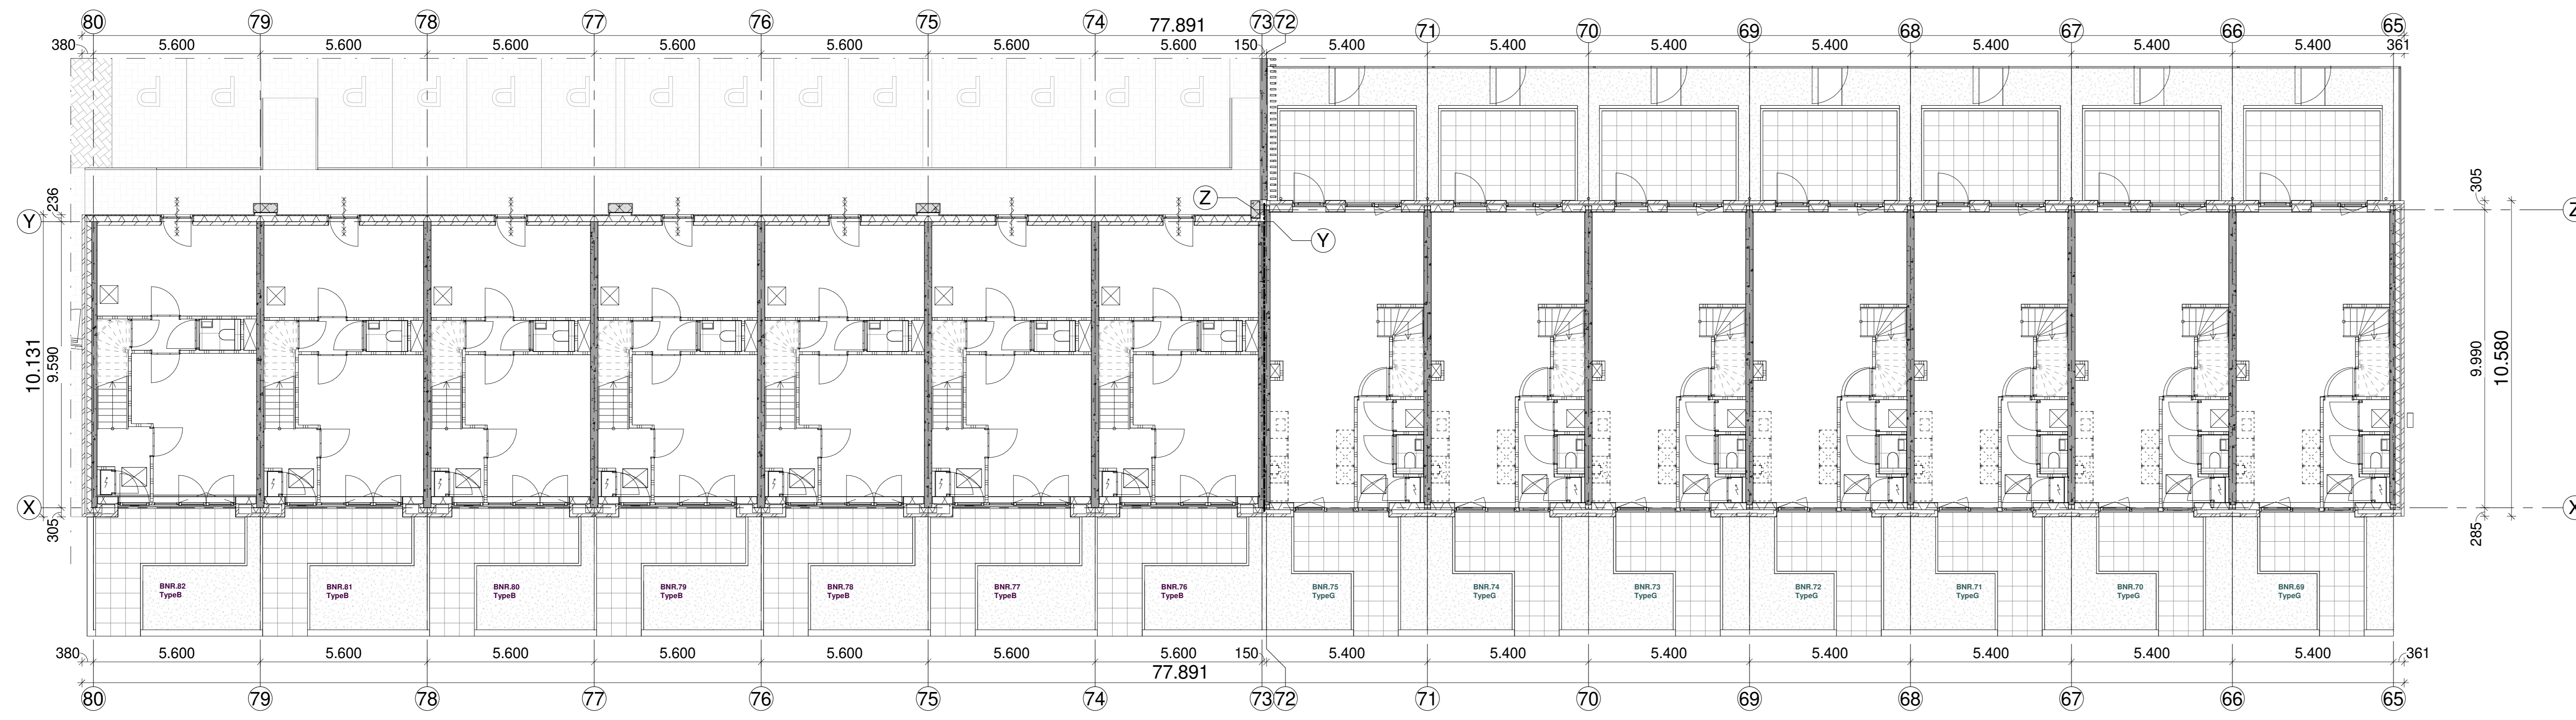 80 79 78 77 76 75 74 77.891 73 72 71 70 69 68 67 66 65
380 5.600 5.600 5.600 5.600 5.600 5.600 5.600 150 5.400 5.400 5.400 5.400 5.400 5.400 5.400 361
P P P P P P P P P P P P
236 305
Z
Y Z
Y
10.131 9.590 9.990 10.580
X X
305 285
BNR.82 BNR.81 BNR.80 BNR.79 BNR.78 BNR.77 BNR.76 BNR.75 BNR.74 BNR.73 BNR.72 BNR.71 BNR.70 BNR.69
TypeB TypeB TypeB TypeB TypeB TypeB TypeB TypeG TypeG TypeG TypeG TypeG TypeG TypeG
380 5.600 5.600 5.600 5.600 5.600 5.600 5.600 150 5.400 5.400 5.400 5.400 5.400 5.400 5.400 361
77.891
80 79 78 77 76 75 74 73 72 71 70 69 68 67 66 65